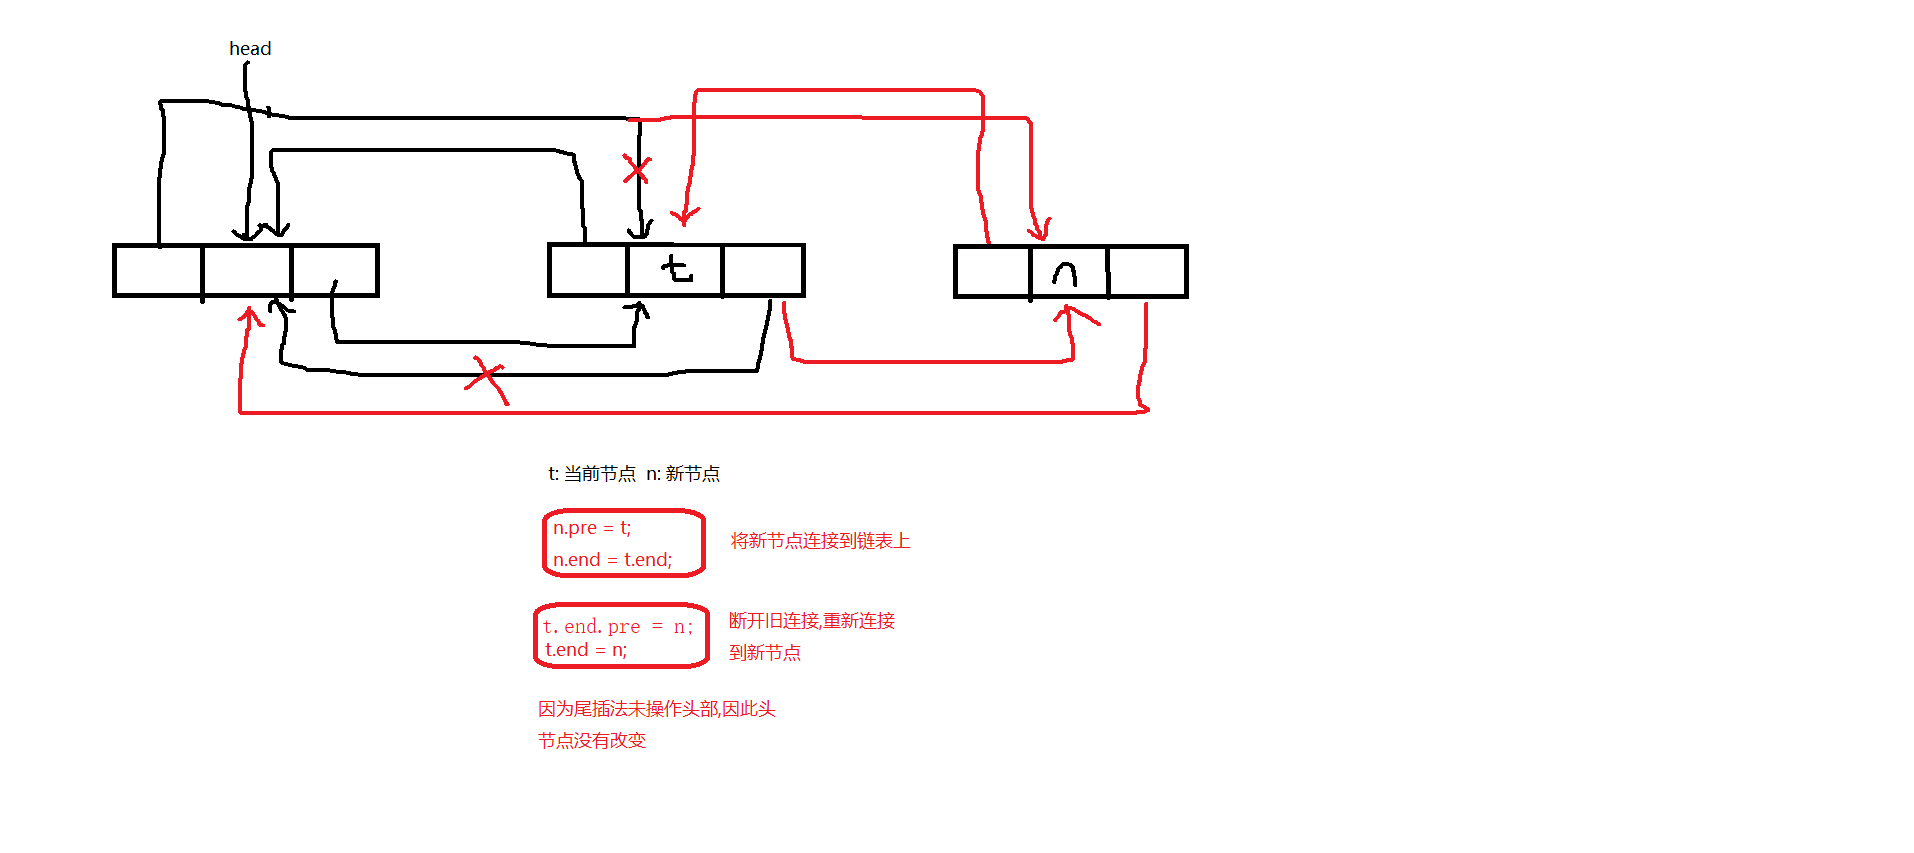 head
t
n
t: 当前节点 n: 新节点
n.pre = t;
n.end = t.end;
将新节点连接到链表上
t.end.pre = n;
t.end = n;
断开旧连接,重新连接
到新节点
因为尾插法未操作头部,因此头
节点没有改变